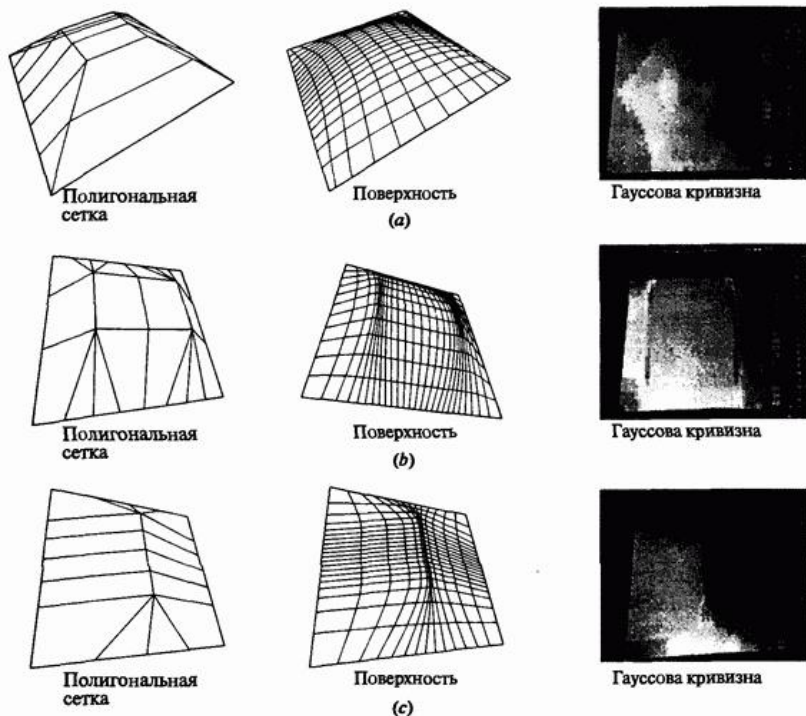 Полигональная
сетка
Поверхность
Гауссова кривизна
(a)
Полигональная
сетка
Поверхность
Гауссова кривизна
(b)
Полигональная
сетка
Поверхность
Гауссова кривизна
(c)